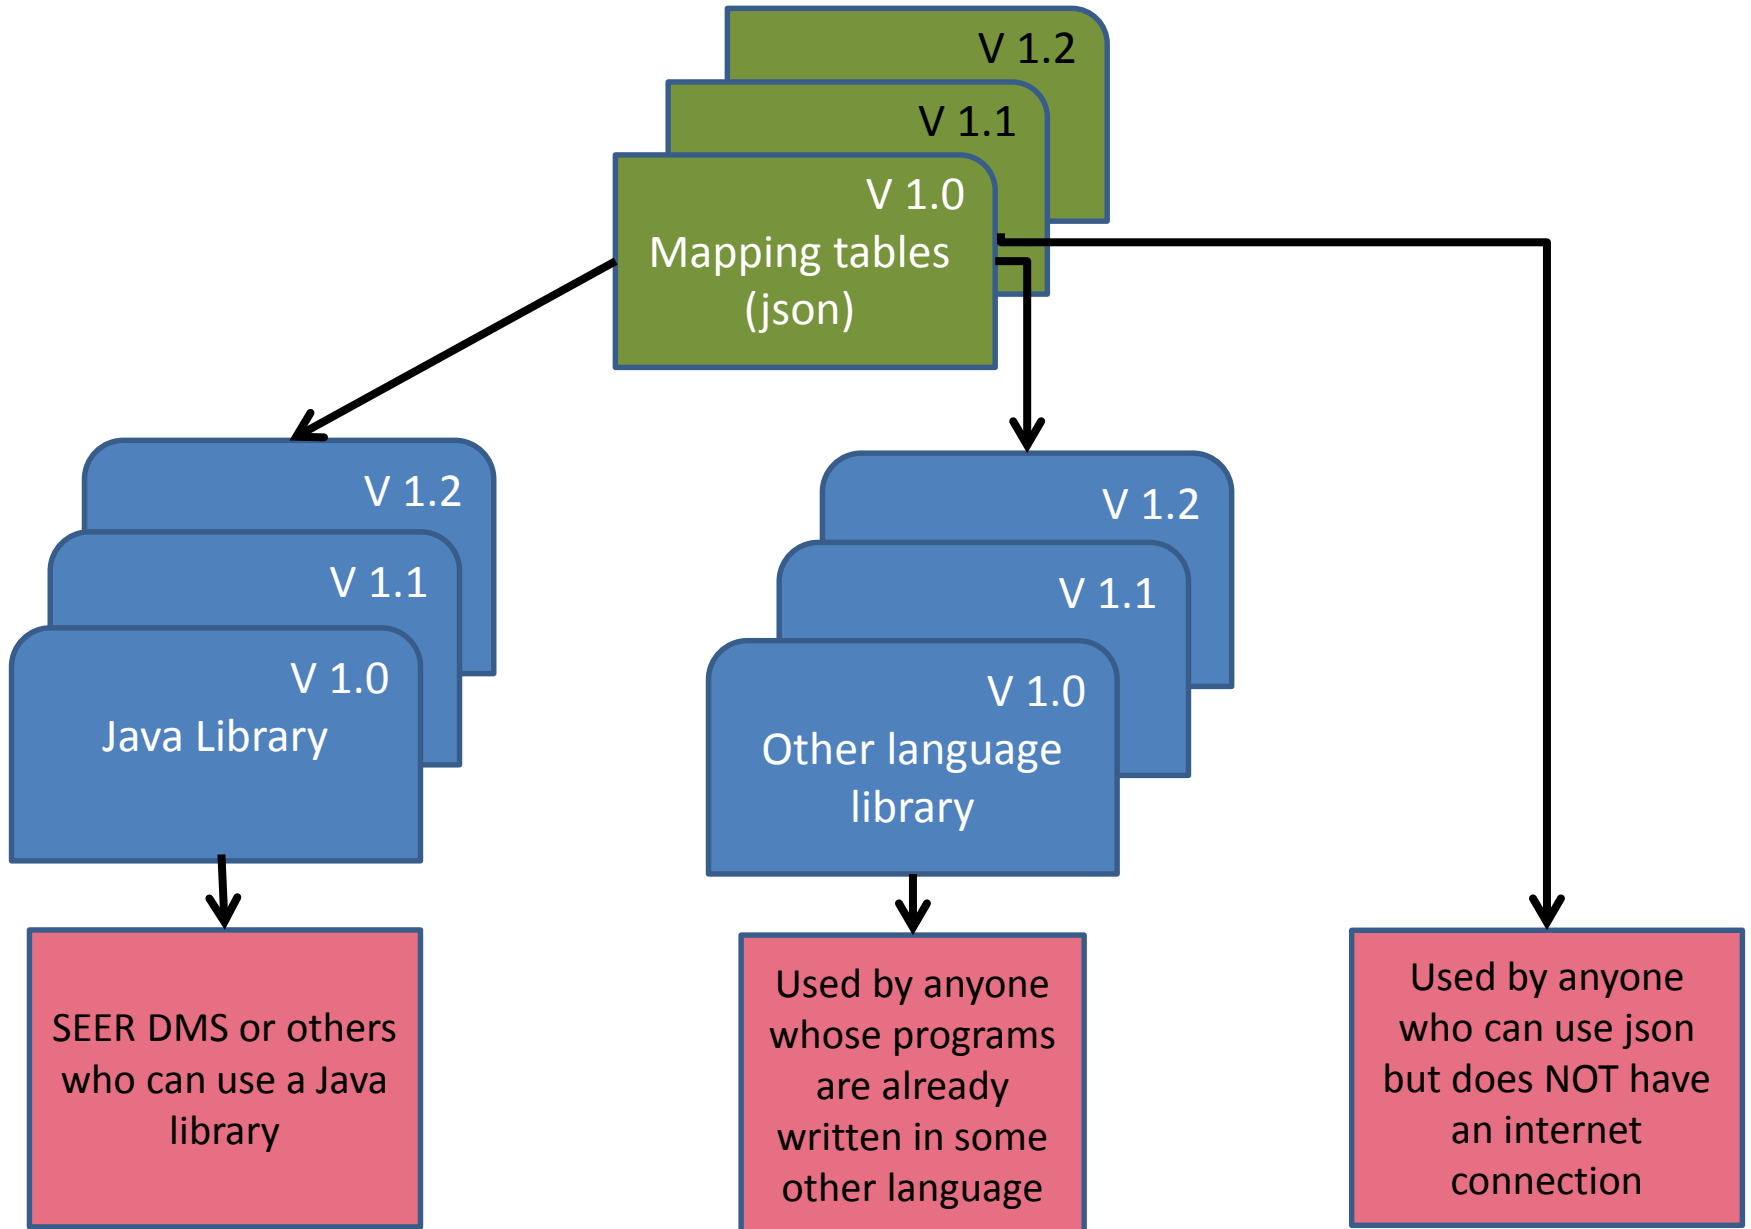 V 1.2
V 1.1
V 1.0
Mapping tables
(json)
V 1.2
V 1.1
V 1.0
Java Library
V 1.2
V 1.1
V 1.0
Other language
library
SEER DMS or others
who can use a Java
library
Used by anyone
whose programs
are already
written in some
other language
Used by anyone
who can use json
but does NOT have
an internet
connection